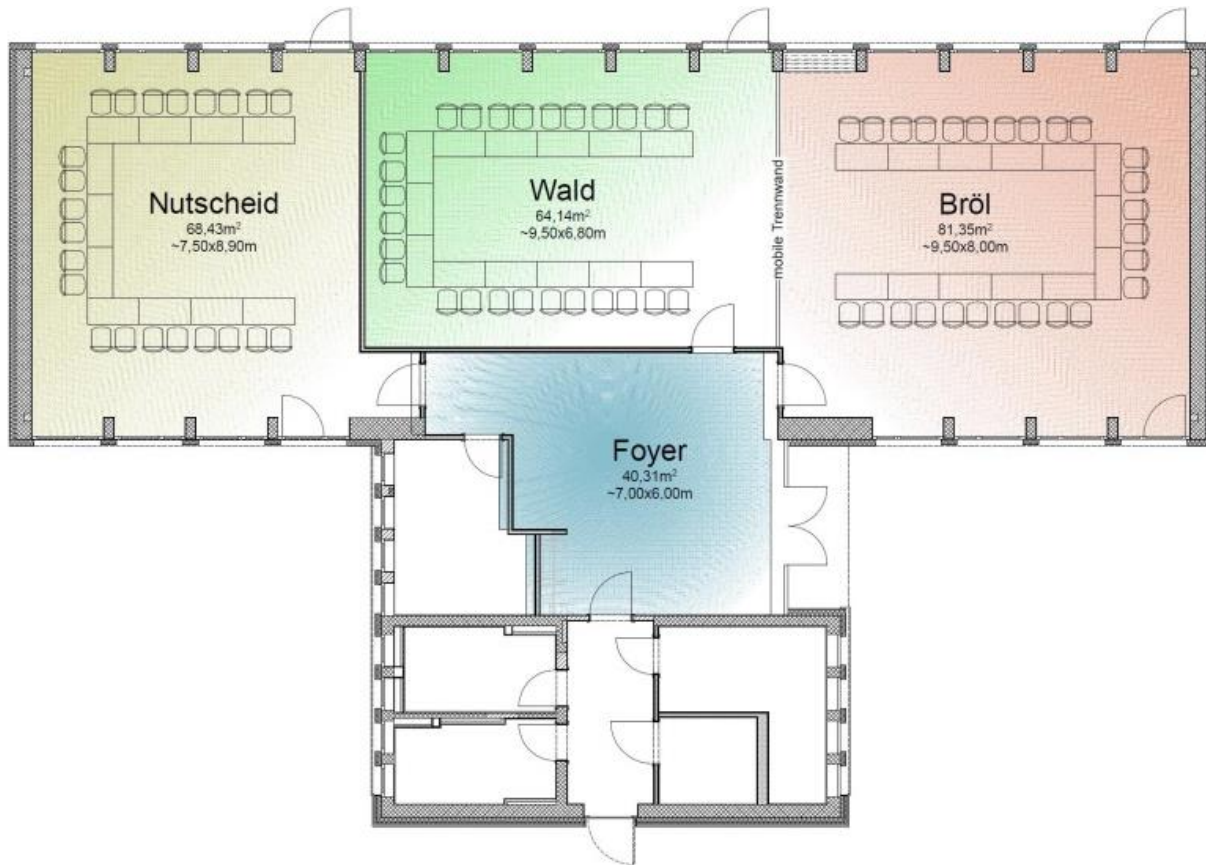 Nutscheid
68,43m²
~7,50x8,90m
Wald
64,14m²
~9,50x6,80m
mobile Trennwand
Bröl
81,35m²
~9,50x8,00m
Foyer
40,31m²
~7,00x6,00m